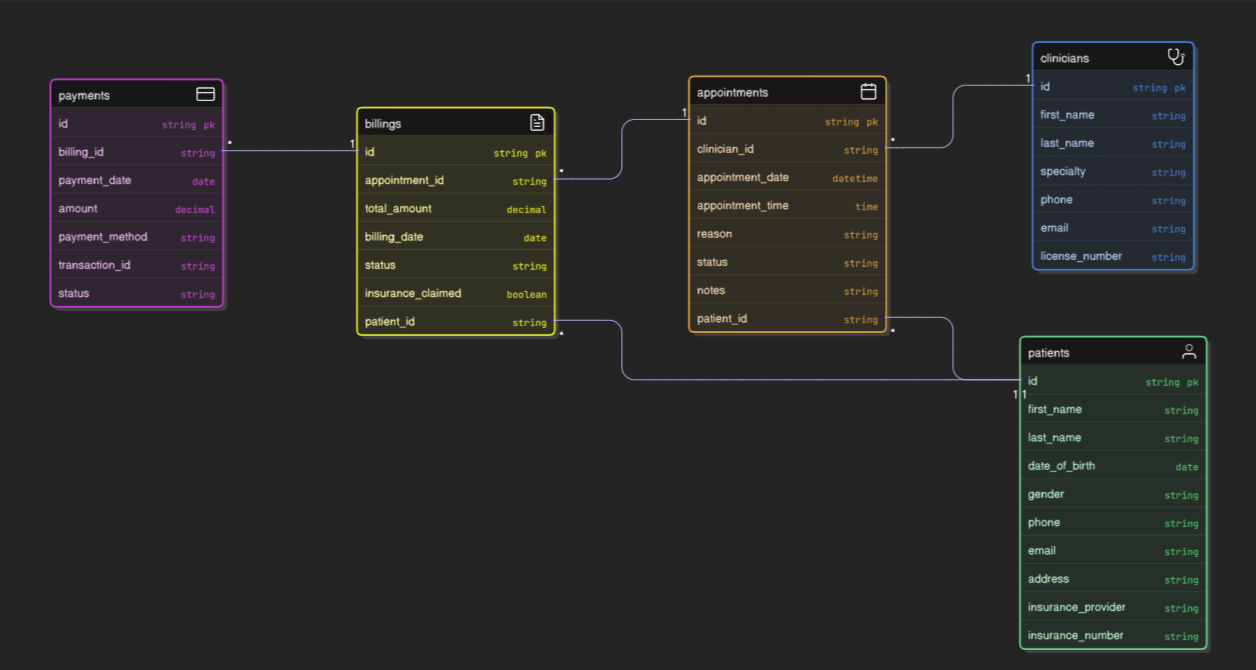 payments
id string pk
billing_id string
payment_date date
amount decimal
payment_method string
transaction_id string
status string
billings
id string pk
appointment_id string
total_amount decimal
billing_date date
status string
insurance_claimed boolean
patient_id string
appointments
id string pk
clinician_id string
appointment_date datetime
appointment_time time
reason string
status string
notes string
patient_id string
clinicians
id string pk
first_name string
last_name string
specialty string
phone string
email string
license_number string
patients
id string pk
first_name string
last_name string
date_of_birth date
gender string
phone string
email string
address string
insurance_provider string
insurance_number string
*
1
*
1
*
1
*
*
1 1